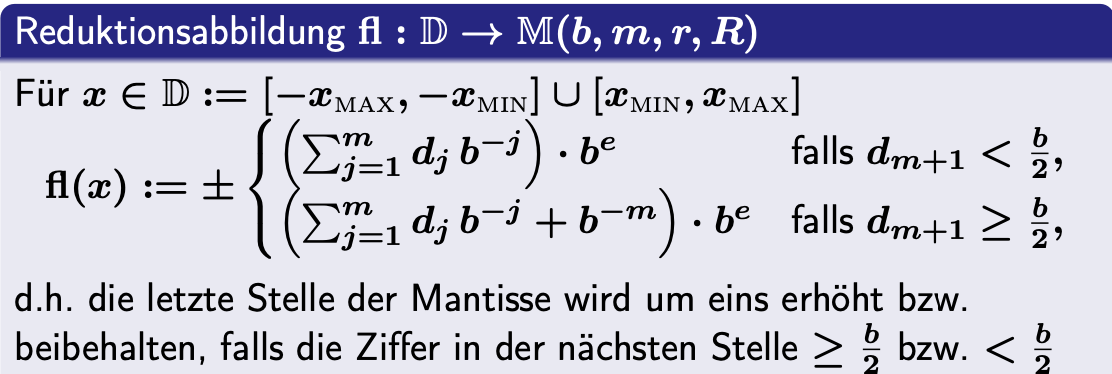 Reduktionsabbildung fl : 𝔻 → 𝕄(b, m, r, R)
Für x ∈ 𝔻 := [−x_MAX, −x_MIN] ∪ [x_MIN, x_MAX]
fl(x) := ± { (∑_{j=1}^{m} d_j b^{−j}) · b^e falls d_{m+1} < b/2,
(∑_{j=1}^{m} d_j b^{−j} + b^{−m}) · b^e falls d_{m+1} ≥ b/2,
d.h. die letzte Stelle der Mantisse wird um eins erhöht bzw.
beibehalten, falls die Ziffer in der nächsten Stelle ≥ b/2 bzw. < b/2